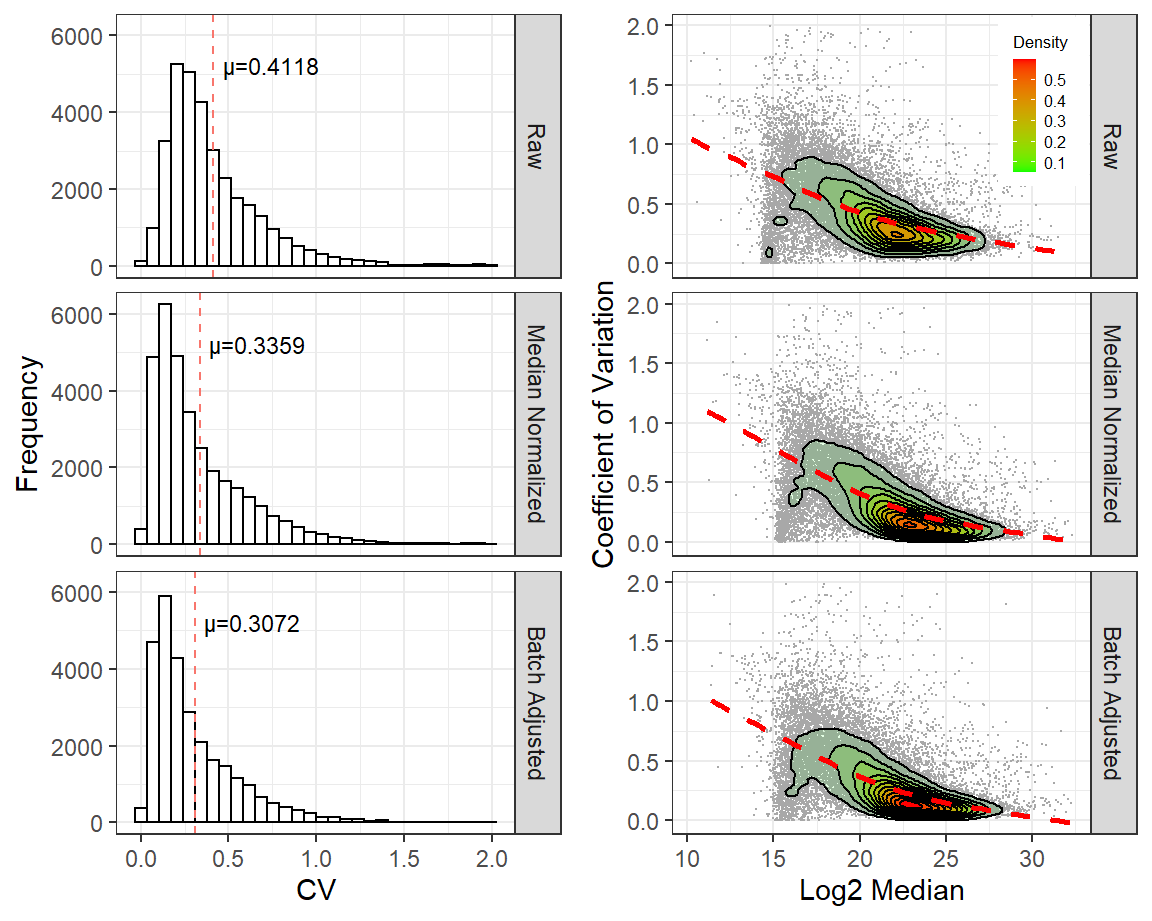 Frequency
6000
4000
2000
0
μ=0.4118
Raw
6000
4000
2000
0
μ=0.3359
Median Normalized
6000
4000
2000
0
μ=0.3072
Batch Adjusted
0.0 0.5 1.0 1.5 2.0
CV
Coefficient of Variation
2.0
1.5
1.0
0.5
0.0
Density
0.5
0.4
0.3
0.2
0.1
Raw
2.0
1.5
1.0
0.5
0.0
Median Normalized
2.0
1.5
1.0
0.5
0.0
Batch Adjusted
10 15 20 25 30
Log2 Median